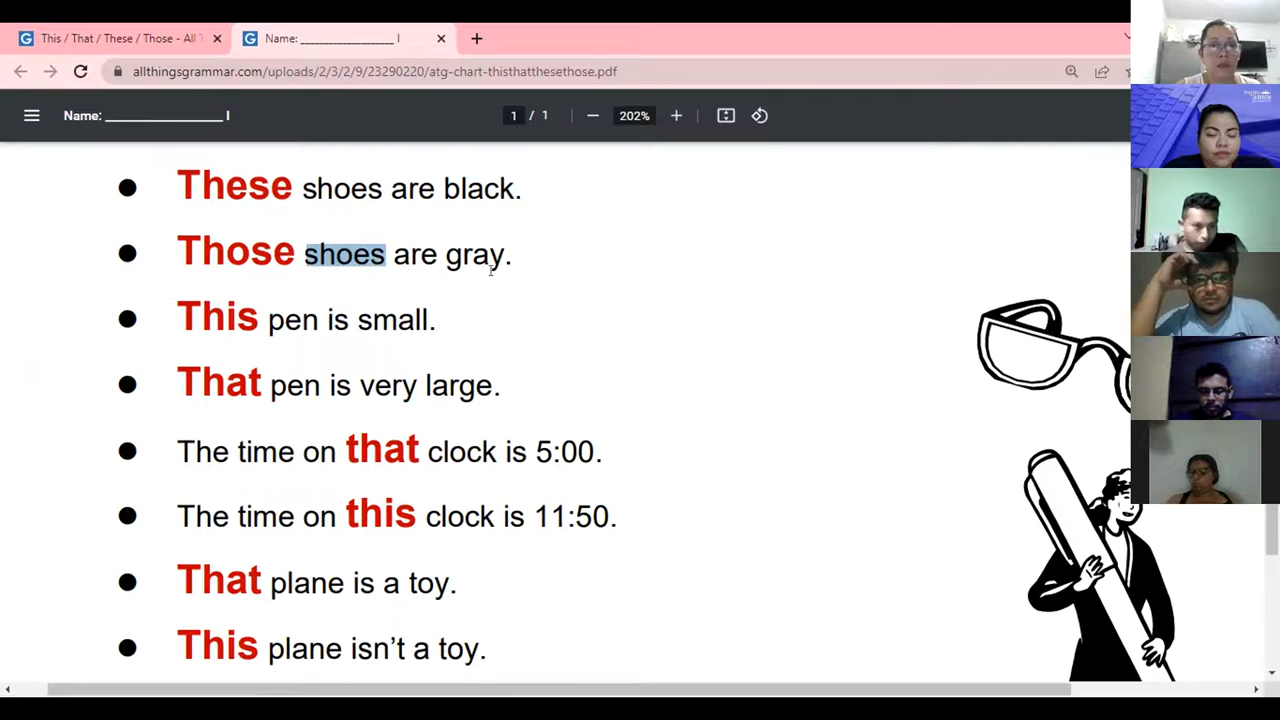 This / That / These / Those - All T
Name: ___________________ I
allthingsgrammar.com/uploads/2/3/2/9/23290220/atg-chart-thisthatthesethose.pdf
Name: __________________ I
1 / 1
202%
These shoes are black.
Those shoes are gray.
This pen is small.
That pen is very large.
The time on that clock is 5:00.
The time on this clock is 11:50.
That plane is a toy.
This plane isn't a toy.